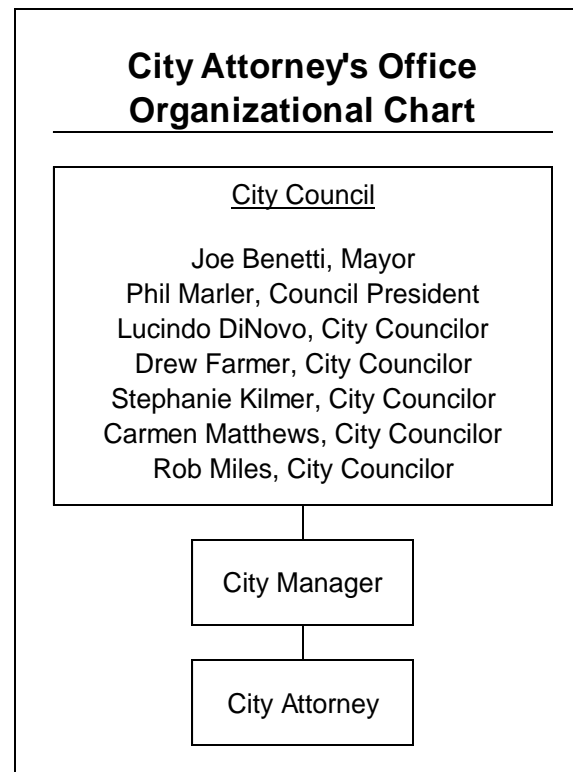 City Attorney's Office
Organizational Chart
City Council
Joe Benetti, Mayor
Phil Marler, Council President
Lucindo DiNovo, City Councilor
Drew Farmer, City Councilor
Stephanie Kilmer, City Councilor
Carmen Matthews, City Councilor
Rob Miles, City Councilor
City Manager
City Attorney